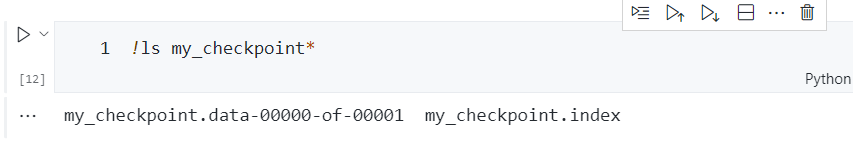 1 !ls my_checkpoint*
[12]
Python
... my_checkpoint.data-00000-of-00001 my_checkpoint.index